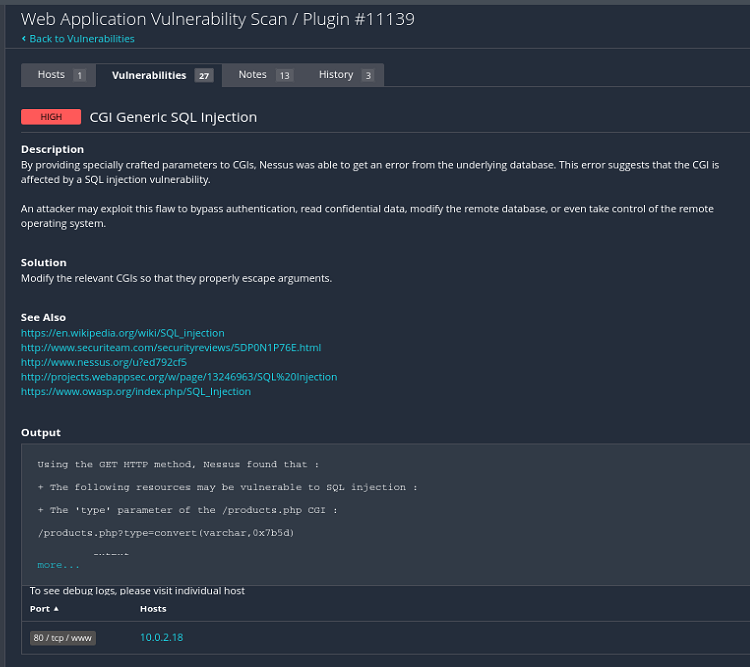 Web Application Vulnerability Scan / Plugin #11139
‹ Back to Vulnerabilities
Hosts 1 Vulnerabilities 27 Notes 13 History 3
HIGH CGI Generic SQL Injection
Description
By providing specially crafted parameters to CGIs, Nessus was able to get an error from the underlying database. This error suggests that the CGI is
affected by a SQL injection vulnerability.
An attacker may exploit this flaw to bypass authentication, read confidential data, modify the remote database, or even take control of the remote
operating system.
Solution
Modify the relevant CGIs so that they properly escape arguments.
See Also
https://en.wikipedia.org/wiki/SQL_injection
http://www.securiteam.com/securityreviews/5DP0N1P76E.html
http://www.nessus.org/u?ed792cf5
http://projects.webappsec.org/w/page/13246963/SQL%20Injection
https://www.owasp.org/index.php/SQL_Injection
Output
Using the GET HTTP method, Nessus found that :
+ The following resources may be vulnerable to SQL injection :
+ The 'type' parameter of the /products.php CGI :
/products.php?type=convert(varchar,0x7b5d)
more...
To see debug logs, please visit individual host
Port ▲ Hosts
80 / tcp / www 10.0.2.18